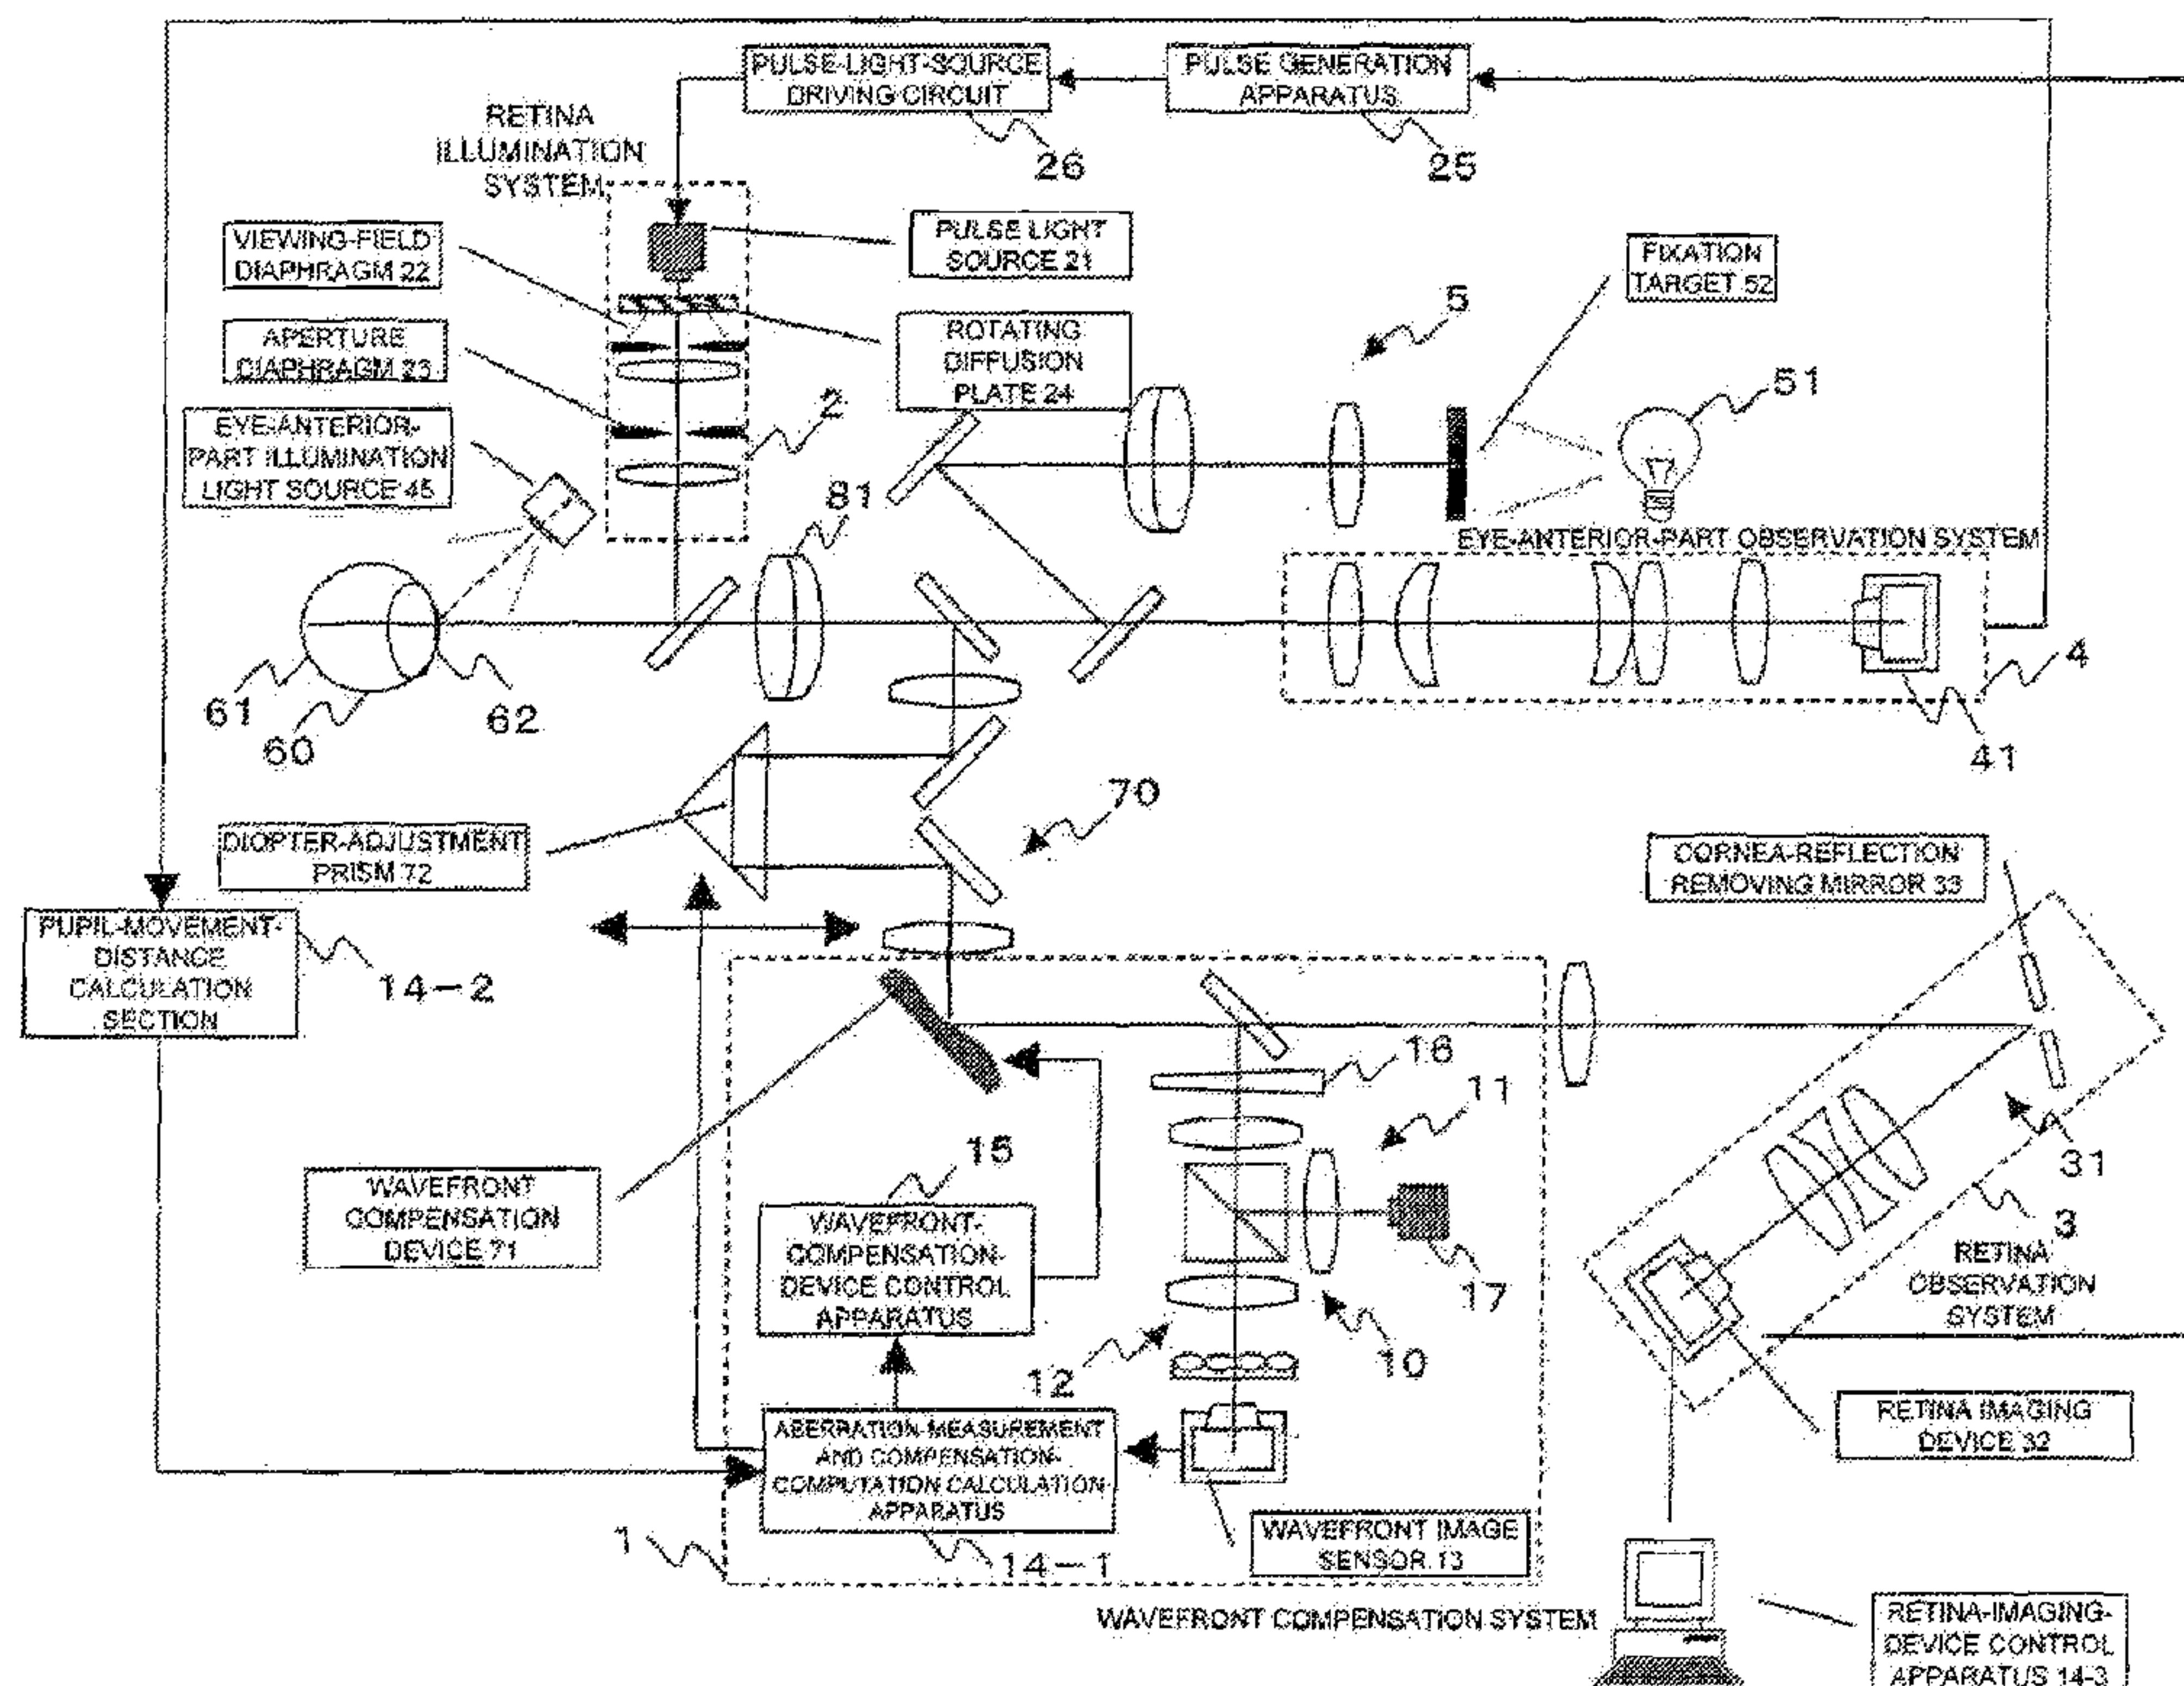 PULSE-LIGHT-SOURCE
DRIVING CIRCUIT
26
PULSE GENERATION
APPARATUS
25
RETINA
ILLUMINATION
SYSTEM
VIEWING-FIELD
DIAPHRAGM 22
PULSE LIGHT
SOURCE 21
FIXATION
TARGET 52
APERTURE
DIAPHRAGM 23
ROTATING
DIFFUSION
PLATE 24
5
51
EYE-ANTERIOR-
PART ILLUMINATION
LIGHT SOURCE 45
2
81
EYE-ANTERIOR-PART OBSERVATION SYSTEM
61
60
62
4
41
70
DIOPTER-ADJUSTMENT
PRISM 72
CORNEA-REFLECTION
REMOVING MIRROR 33
PUPIL-MOVEMENT-
DISTANCE
CALCULATION
SECTION
14-2
16
11
31
WAVEFRONT
COMPENSATION
DEVICE 71
15
WAVEFRONT-
COMPENSATION-
DEVICE CONTROL
APPARATUS
17
3
RETINA
OBSERVATION
SYSTEM
12
10
RETINA IMAGING
DEVICE 32
ABERRATION-MEASUREMENT
AND COMPENSATION-
COMPUTATION CALCULATION
APPARATUS
1
14-1
WAVEFRONT IMAGE
SENSOR 13
WAVEFRONT COMPENSATION SYSTEM
RETINA-IMAGING-
DEVICE CONTROL
APPARATUS 14-3